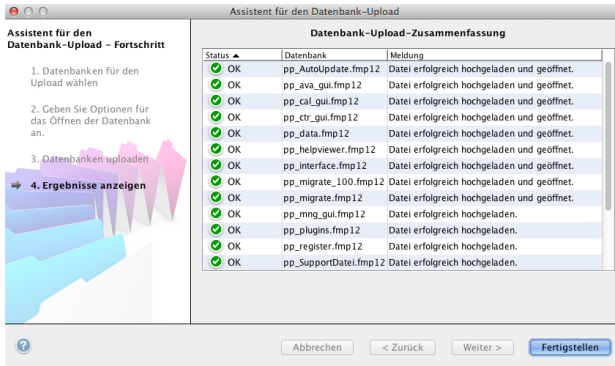 Assistent für den Datenbank-Upload
Assistent für den
Datenbank-Upload - Fortschritt
1. Datenbanken für den
Upload wählen
2. Geben Sie Optionen für
das Öffnen der Datenbank
an.
3. Datenbanken uploaden
4. Ergebnisse anzeigen
Datenbank-Upload-Zusammenfassung
Status Datenbank Meldung
OK pp_AutoUpdate.fmp12 Datei erfolgreich hochgeladen und geöffnet.
OK pp_ava_gui.fmp12 Datei erfolgreich hochgeladen und geöffnet.
OK pp_cal_gui.fmp12 Datei erfolgreich hochgeladen und geöffnet.
OK pp_ctr_gui.fmp12 Datei erfolgreich hochgeladen und geöffnet.
OK pp_data.fmp12 Datei erfolgreich hochgeladen und geöffnet.
OK pp_helpviewer.fmp12 Datei erfolgreich hochgeladen und geöffnet.
OK pp_interface.fmp12 Datei erfolgreich hochgeladen und geöffnet.
OK pp_migrate_100.fmp12 Datei erfolgreich hochgeladen und geöffnet.
OK pp_migrate.fmp12 Datei erfolgreich hochgeladen und geöffnet.
OK pp_mng_gui.fmp12 Datei erfolgreich hochgeladen.
OK pp_plugins.fmp12 Datei erfolgreich hochgeladen.
OK pp_register.fmp12 Datei erfolgreich hochgeladen.
OK pp_SupportDatei.fmp12 Datei erfolgreich hochgeladen.
? Abbrechen < Zurück Weiter > Fertigstellen